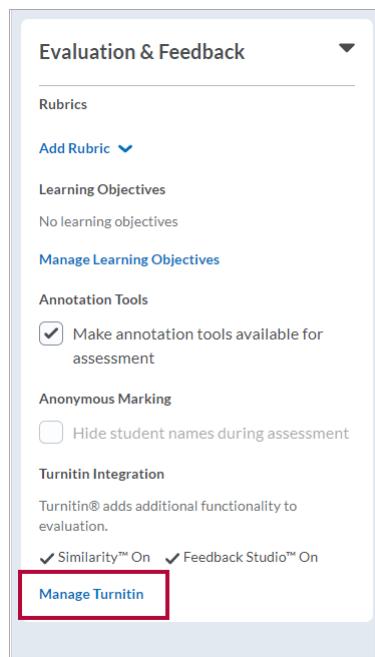 Evaluation & Feedback
Rubrics
Add Rubric
Learning Objectives
No learning objectives
Manage Learning Objectives
Annotation Tools
Make annotation tools available for
assessment
Anonymous Marking
Hide student names during assessment
Turnitin Integration
Turnitin® adds additional functionality to
evaluation.
Similarity™ On Feedback Studio™ On
Manage Turnitin